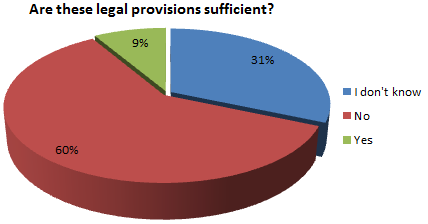 Are these legal provisions sufficient?
9%
31%
60%
I don't know
No
Yes